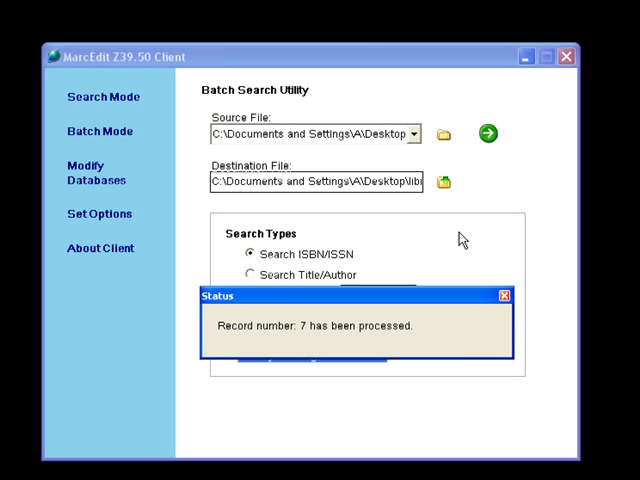 MarcEdit Z39.50 Client
Search Mode
Batch Mode
Modify
Databases
Set Options
About Client
Batch Search Utility
Source File:
C:\Documents and Settings\A\Desktop
Destination File:
C:\Documents and Settings\A\Desktop\libr
Search Types
Search ISBN/ISSN
Search Title/Author
Status
Record number: 7 has been processed.